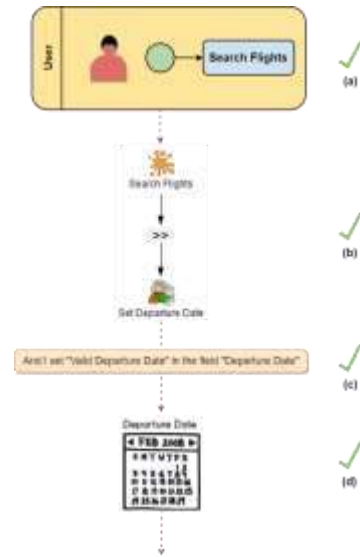 User
Search Flights
(a)
Search Flights
>>
(b)
Set Departure Date
And I set "Valid Departure Date" in the field "Departure Date"
(c)
Departure Date
FEB
(d)